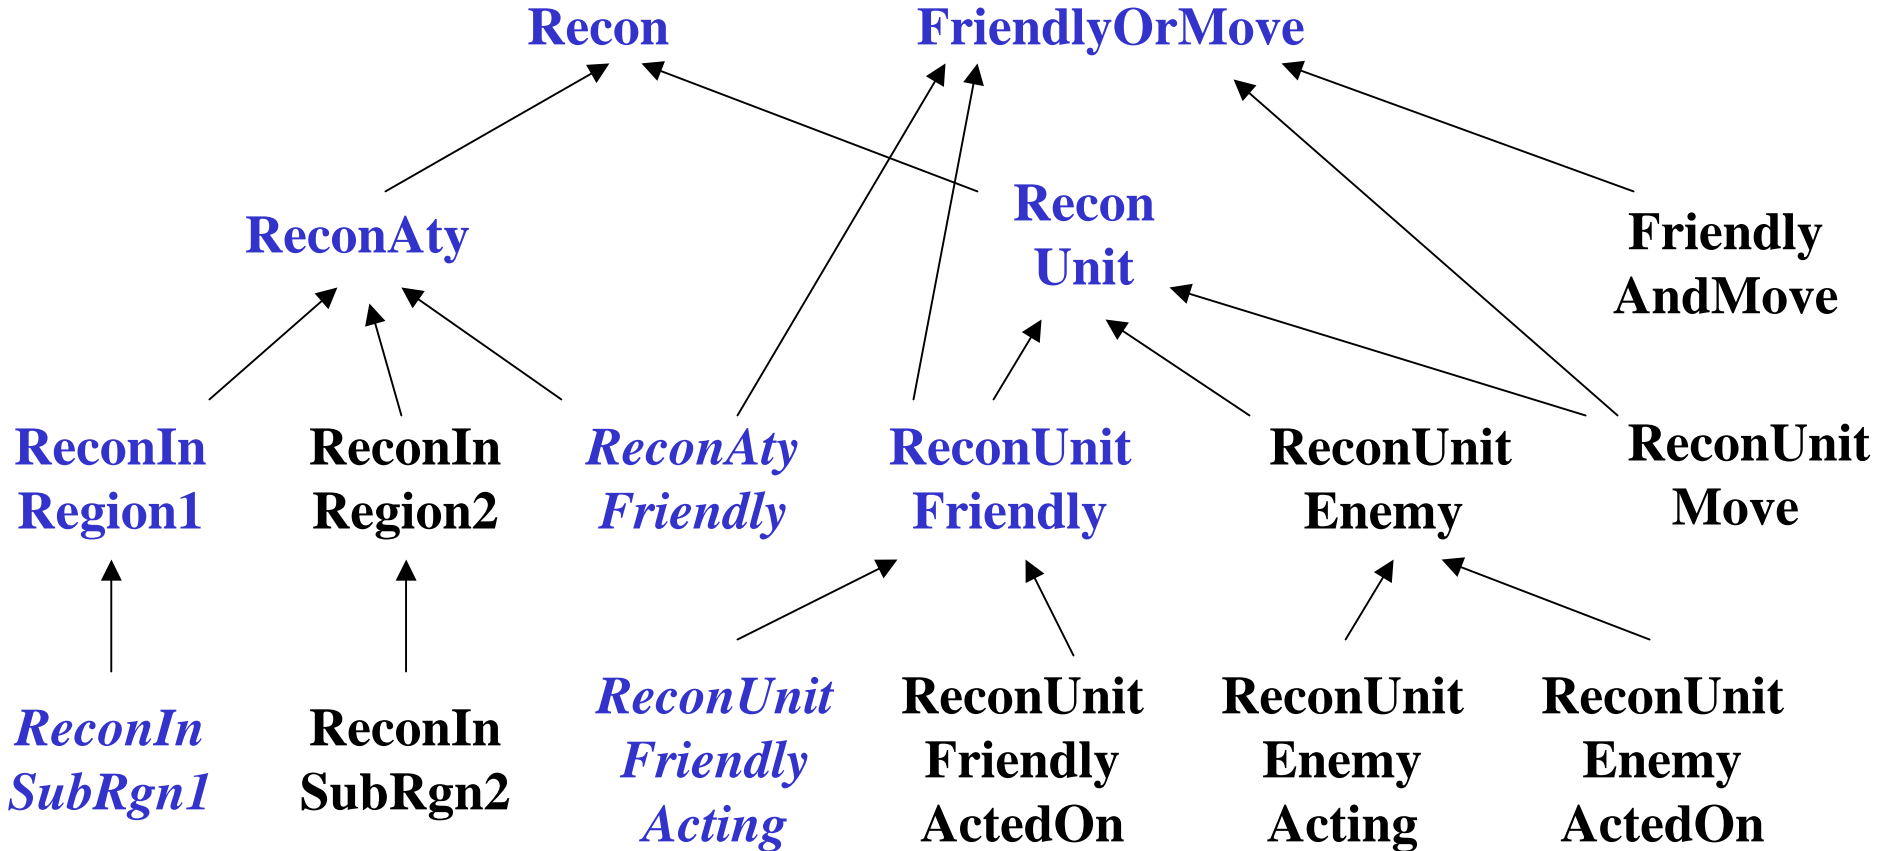 Recon
FriendlyOrMove
ReconAty
Recon
Unit
Friendly
AndMove
ReconIn
Region1
ReconIn
Region2
ReconAty
Friendly
ReconUnit
Friendly
ReconUnit
Enemy
ReconUnit
Move
ReconIn
SubRgn1
ReconIn
SubRgn2
ReconUnit
Friendly
Acting
ReconUnit
Friendly
ActedOn
ReconUnit
Enemy
Acting
ReconUnit
Enemy
ActedOn